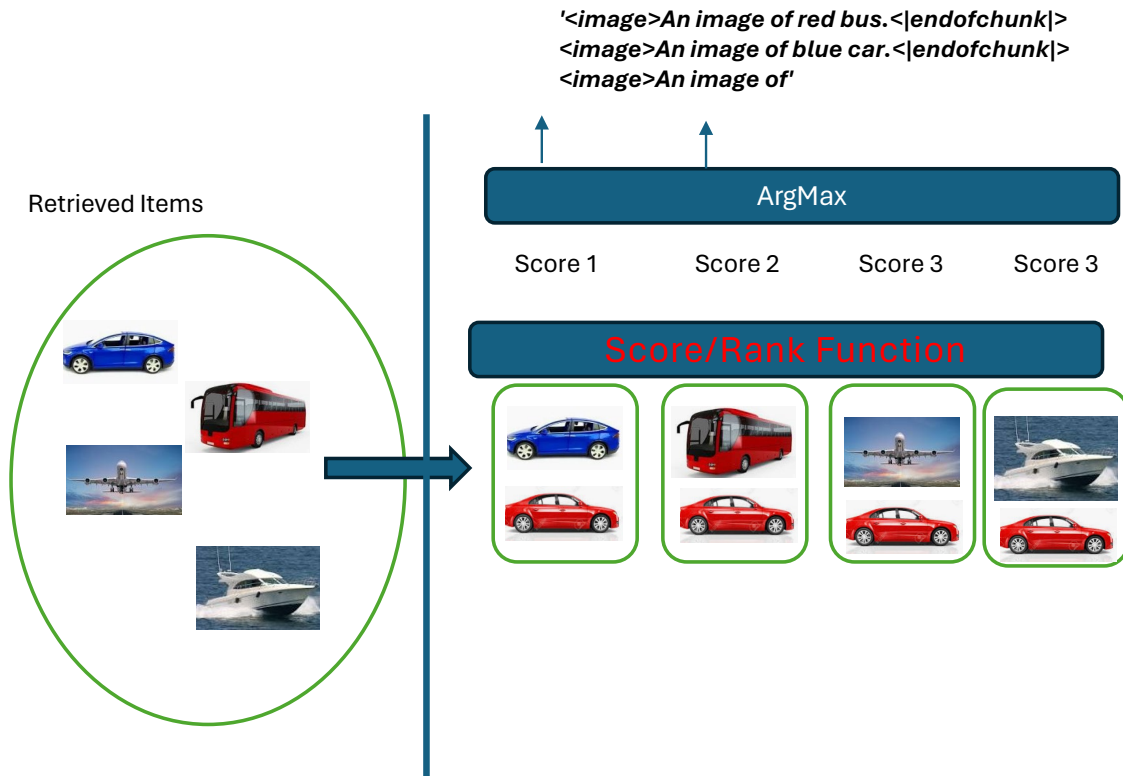 '<image>An image of red bus.<|endofchunk|>
<image>An image of blue car.<|endofchunk|>
<image>An image of'
ArgMax
Retrieved Items
Score 1
Score 2
Score 3
Score 3
Score/Rank Function